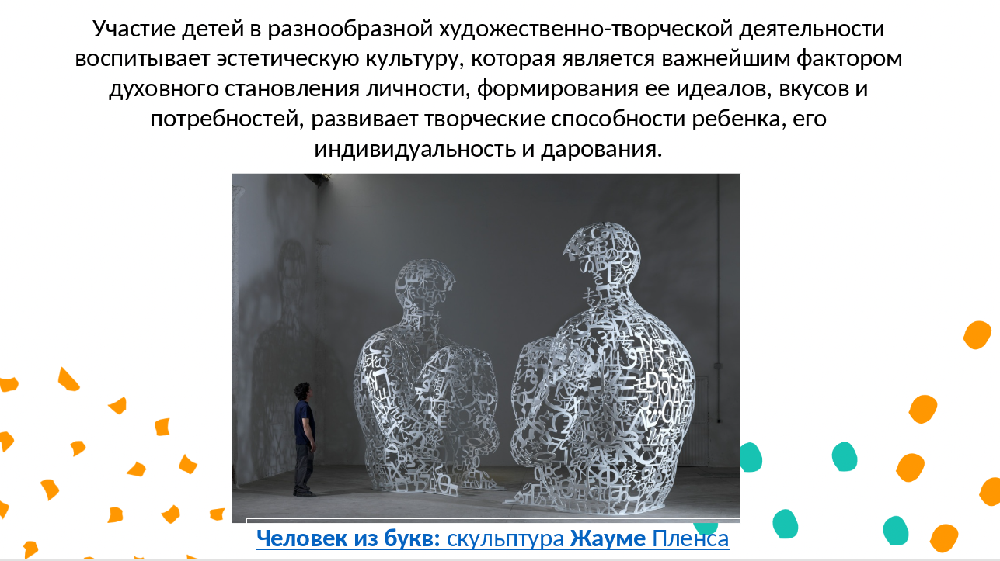 Участие детей в разнообразной художественно-творческой деятельности
воспитывает эстетическую культуру, которая является важнейшим фактором
духовного становления личности, формирования ее идеалов, вкусов и
потребностей, развивает творческие способности ребенка, его
индивидуальность и дарования.
Человек из букв: скульптура Жауме Пленса